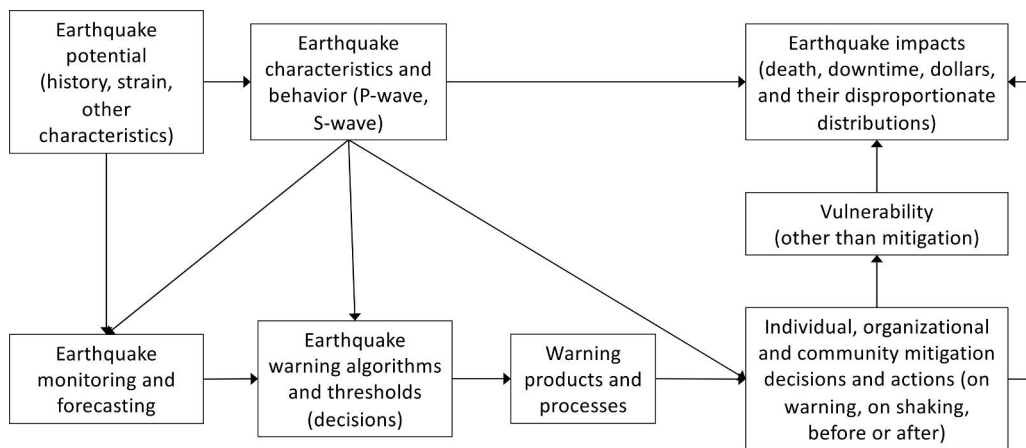 Earthquake
potential
(history, strain,
other
characteristics)
Earthquake
characteristics and
behavior (P-wave,
S-wave)
Earthquake impacts
(death, downtime, dollars,
and their disproportionate
distributions)
Vulnerability
(other than mitigation)
Earthquake
monitoring and
forecasting
Earthquake
warning algorithms
and thresholds
(decisions)
Warning
products and
processes
Individual, organizational
and community mitigation
decisions and actions (on
warning, on shaking,
before or after)